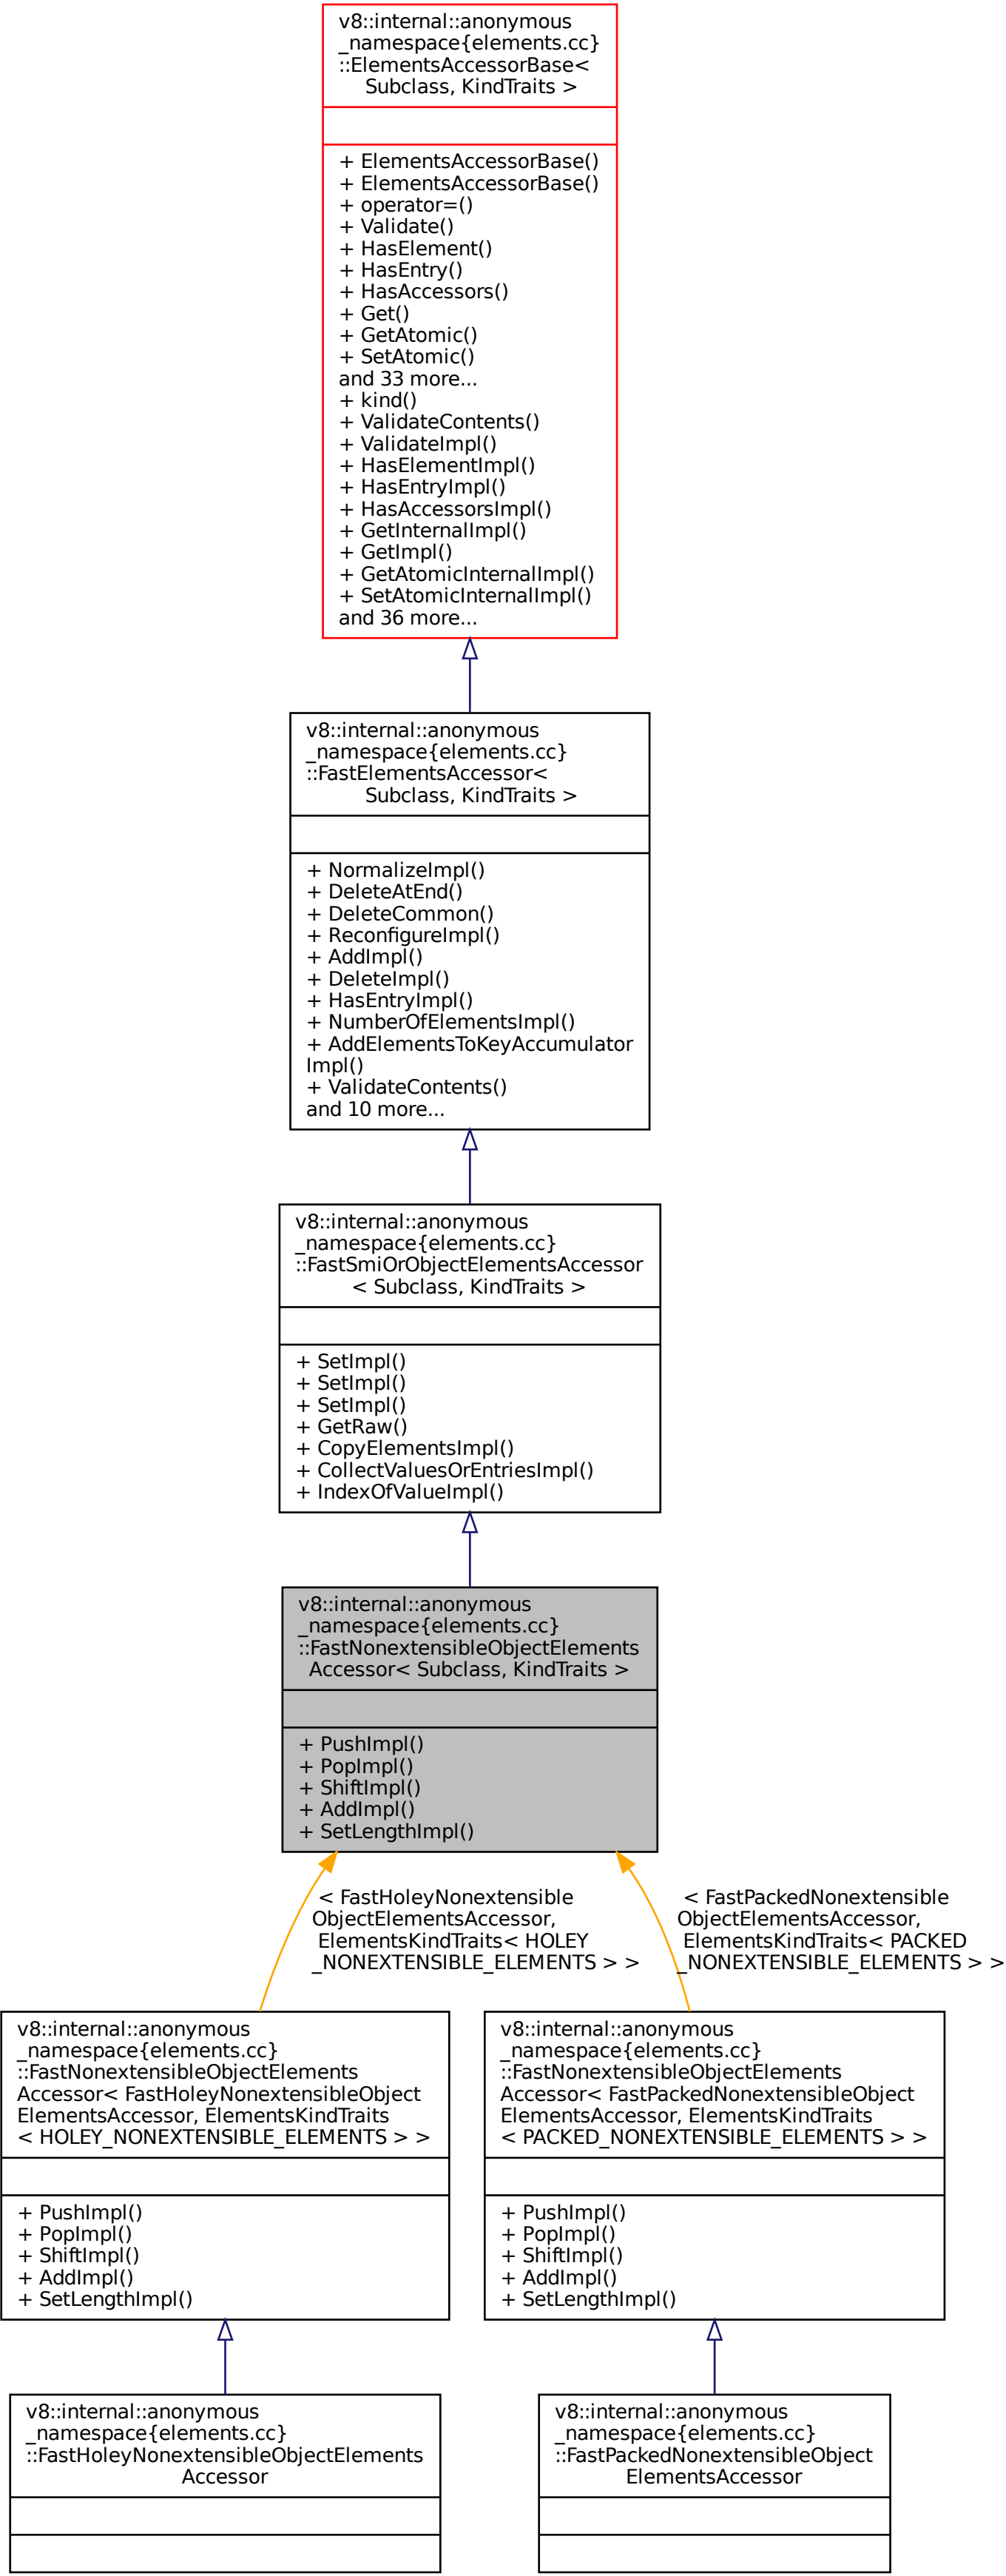 v8::internal::anonymous
_namespace{elements.cc}
::ElementsAccessorBase<
Subclass, KindTraits >
+ ElementsAccessorBase()
+ ElementsAccessorBase()
+ operator=()
+ Validate()
+ HasElement()
+ HasEntry()
+ HasAccessors()
+ Get()
+ GetAtomic()
+ SetAtomic()
and 33 more...
+ kind()
+ ValidateContents()
+ ValidateImpl()
+ HasElementImpl()
+ HasEntryImpl()
+ HasAccessorsImpl()
+ GetInternalImpl()
+ GetImpl()
+ GetAtomicInternalImpl()
+ SetAtomicInternalImpl()
and 36 more...
v8::internal::anonymous
_namespace{elements.cc}
::FastElementsAccessor<
Subclass, KindTraits >
+ NormalizeImpl()
+ DeleteAtEnd()
+ DeleteCommon()
+ ReconfigureImpl()
+ AddImpl()
+ DeleteImpl()
+ HasEntryImpl()
+ NumberOfElementsImpl()
+ AddElementsToKeyAccumulator
Impl()
+ ValidateContents()
and 10 more...
v8::internal::anonymous
_namespace{elements.cc}
::FastSmiOrObjectElementsAccessor
< Subclass, KindTraits >
+ SetImpl()
+ SetImpl()
+ SetImpl()
+ GetRaw()
+ CopyElementsImpl()
+ CollectValuesOrEntriesImpl()
+ IndexOfValueImpl()
v8::internal::anonymous
_namespace{elements.cc}
::FastNonextensibleObjectElements
Accessor< Subclass, KindTraits >
+ PushImpl()
+ PopImpl()
+ ShiftImpl()
+ AddImpl()
+ SetLengthImpl()
< FastHoleyNonextensible
ObjectElementsAccessor,
ElementsKindTraits< HOLEY
_NONEXTENSIBLE_ELEMENTS > >
< FastPackedNonextensible
ObjectElementsAccessor,
ElementsKindTraits< PACKED
_NONEXTENSIBLE_ELEMENTS > >
v8::internal::anonymous
_namespace{elements.cc}
::FastNonextensibleObjectElements
Accessor< FastHoleyNonextensibleObject
ElementsAccessor, ElementsKindTraits
< HOLEY_NONEXTENSIBLE_ELEMENTS > >
+ PushImpl()
+ PopImpl()
+ ShiftImpl()
+ AddImpl()
+ SetLengthImpl()
v8::internal::anonymous
_namespace{elements.cc}
::FastNonextensibleObjectElements
Accessor< FastPackedNonextensibleObject
ElementsAccessor, ElementsKindTraits
< PACKED_NONEXTENSIBLE_ELEMENTS > >
+ PushImpl()
+ PopImpl()
+ ShiftImpl()
+ AddImpl()
+ SetLengthImpl()
v8::internal::anonymous
_namespace{elements.cc}
::FastHoleyNonextensibleObjectElements
Accessor
v8::internal::anonymous
_namespace{elements.cc}
::FastPackedNonextensibleObject
ElementsAccessor